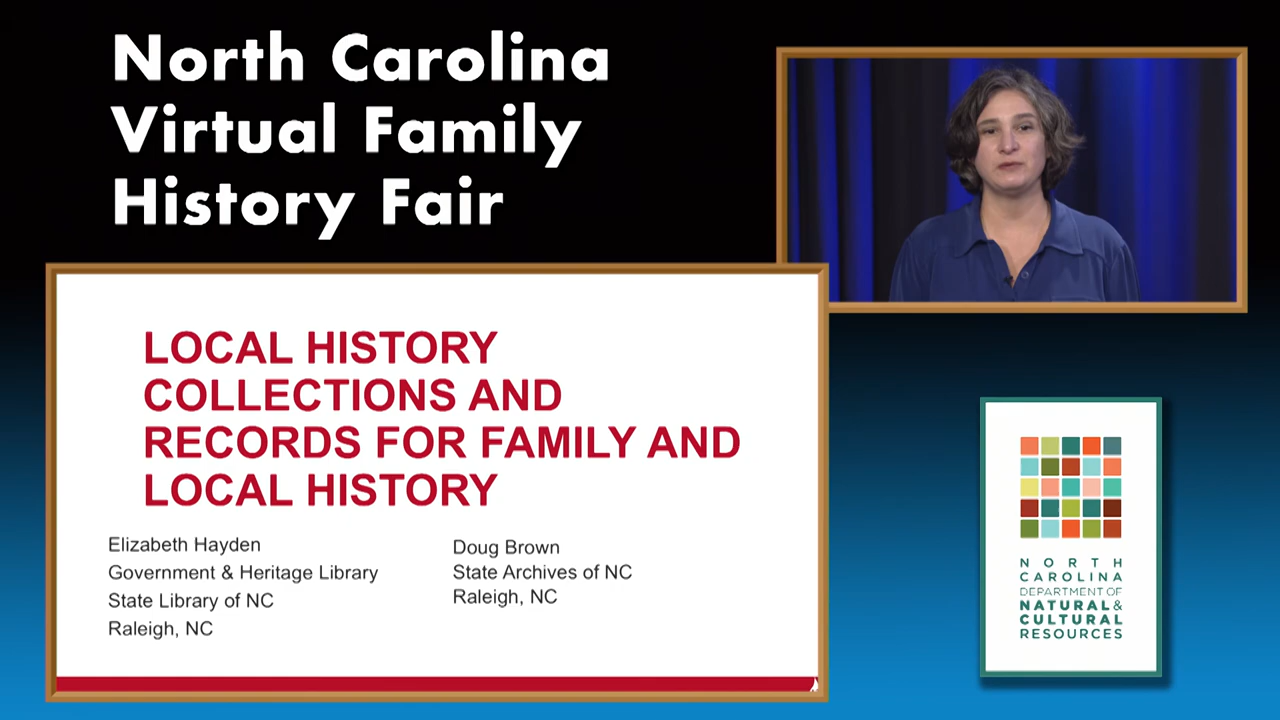 North Carolina
Virtual Family
History Fair
LOCAL HISTORY
COLLECTIONS AND
RECORDS FOR FAMILY AND
LOCAL HISTORY
Elizabeth Hayden
Government & Heritage Library
State Library of NC
Raleigh, NC
Doug Brown
State Archives of NC
Raleigh, NC
NORTH
CAROLINA
DEPARTMENT OF
NATURAL &
CULTURAL
RESOURCES